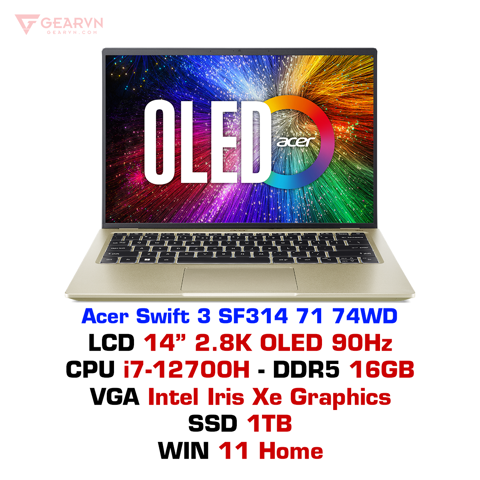 GEARVN
GEARVN.COM
OLED
acer
Acer Swift 3 SF314 71 74WD
LCD 14” 2.8K OLED 90Hz
CPU i7-12700H - DDR5 16GB
VGA Intel Iris Xe Graphics
SSD 1TB
WIN 11 Home